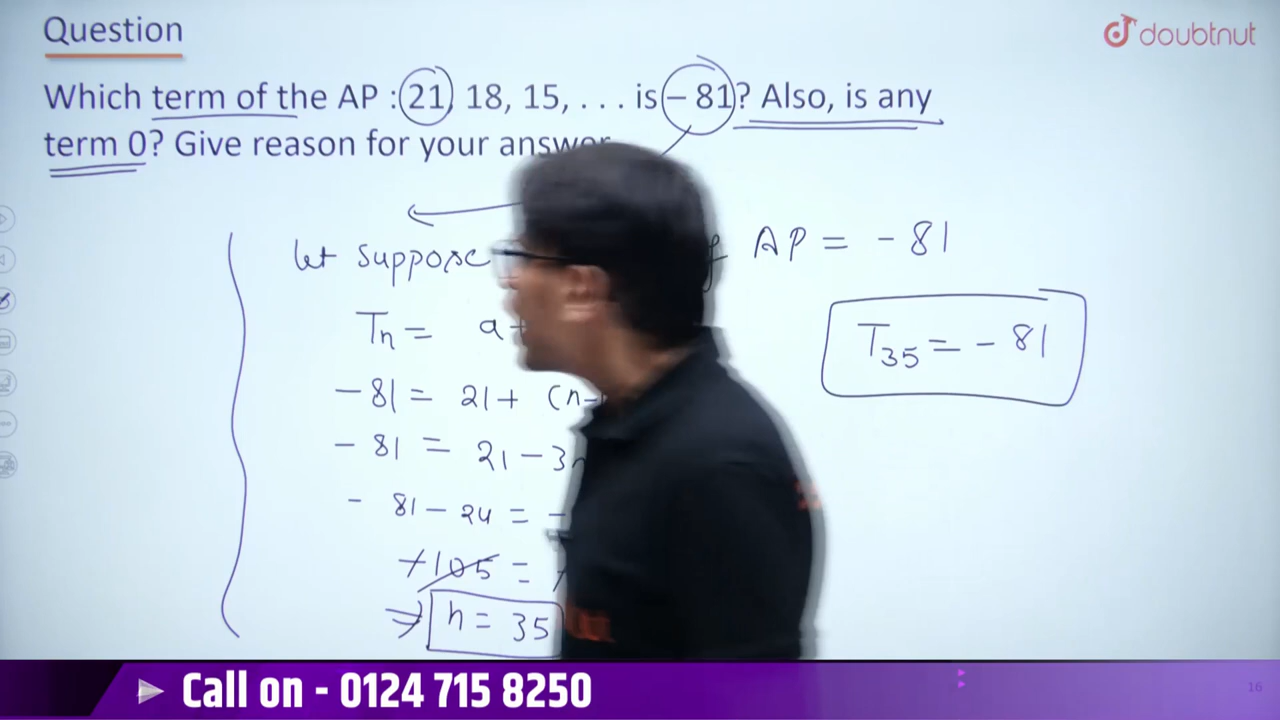 Question
doubtnut
Which term of the AP : 21, 18, 15, . . . is – 81? Also, is any
term 0? Give reason for your answer
let suppose
AP = - 81
Tn = a+
T35 = - 81
-81 = 21 + (n-
- 81 = 21 - 3n
- 81 - 24 = -
+105 =
⇒ n = 35
Call on - 0124 715 8250
16